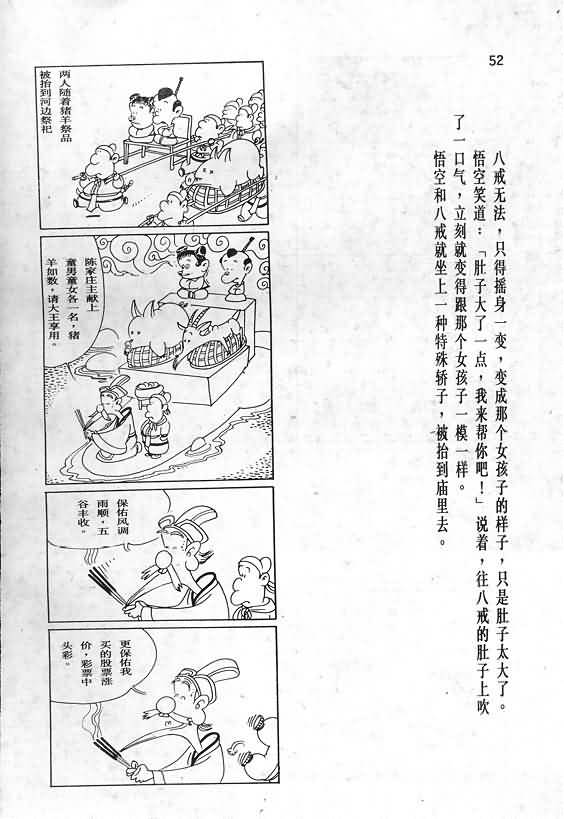 52
八戒无法，只得摇身一变，变成那个女孩子的样子，只是肚子太大了。
悟空笑道：「肚子大了一点，我来帮你吧！」说着，往八戒的肚子上吹
了一口气，立刻就变得跟那个女孩子一模一样。
悟空和八戒就坐上一种特殊轿子，被抬到庙里去。
两人随着猪羊祭品
被抬到河边祭祀
陈家庄主献上
童男童女各一名，猪
羊如数，请大王享用。
保佑风调
雨顺，五
谷丰收。
更保佑我
买的股票涨
价，彩票中
头彩。